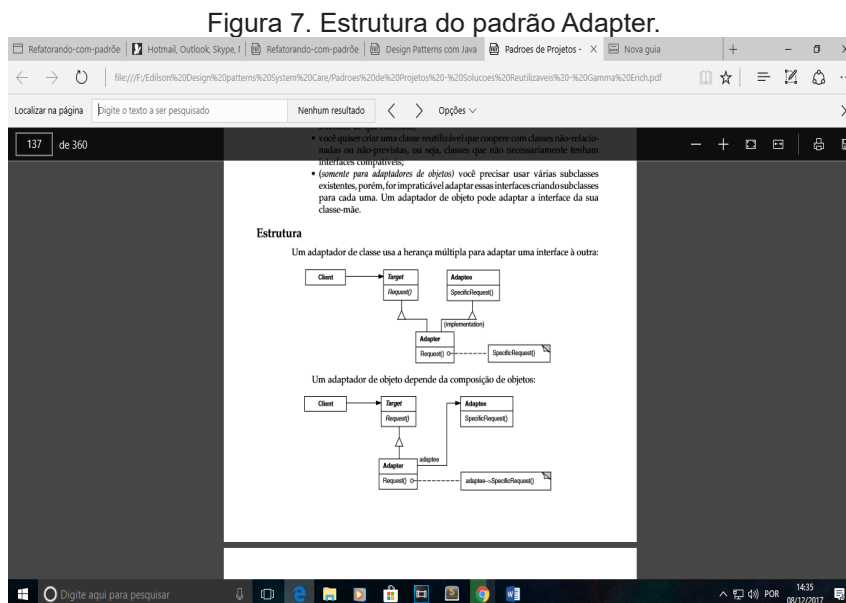 Figura 7. Estrutura do padrão Adapter.
Refatorando-com-padrõe Hotmail, Outlook, Skype, Refatorando-com-padrõe Design Patterns com Java Padroes de Projetos - Nova guia
file:///F:/Edilson%20Design%20patterns%20System%20Care/Padroes%20de%20Projetos%20-%20Solucoes%20Reutilizaveis%20-%20Gamma%20Erich.pdf
Localizar na página Digite o texto a ser pesquisado Nenhum resultado Opções
137 de 360
• você quiser criar uma classe reutilizável que coopere com classes não-relacio-
nadas ou não-previstas, ou seja, classes que não necessariamente tenham
interfaces compatíveis;
• (somente para adaptadores de objetos) você precisar usar várias subclasses
existentes, porém, for impraticável adaptar essas interfaces criando subclasses
para cada uma. Um adaptador de objeto pode adaptar a interface da sua
classe-mãe.
Estrutura
Um adaptador de classe usa a herança múltipla para adaptar uma interface à outra:
Client Target Adaptee
Request() SpecificRequest()
(implementation)
Adapter
Request() SpecificRequest()
Um adaptador de objeto depende da composição de objetos:
Client Target Adaptee
Request() SpecificRequest()
adaptee
Adapter
Request() adaptee->SpecificRequest()
Digite aqui para pesquisar POR 14:35
08/12/2017